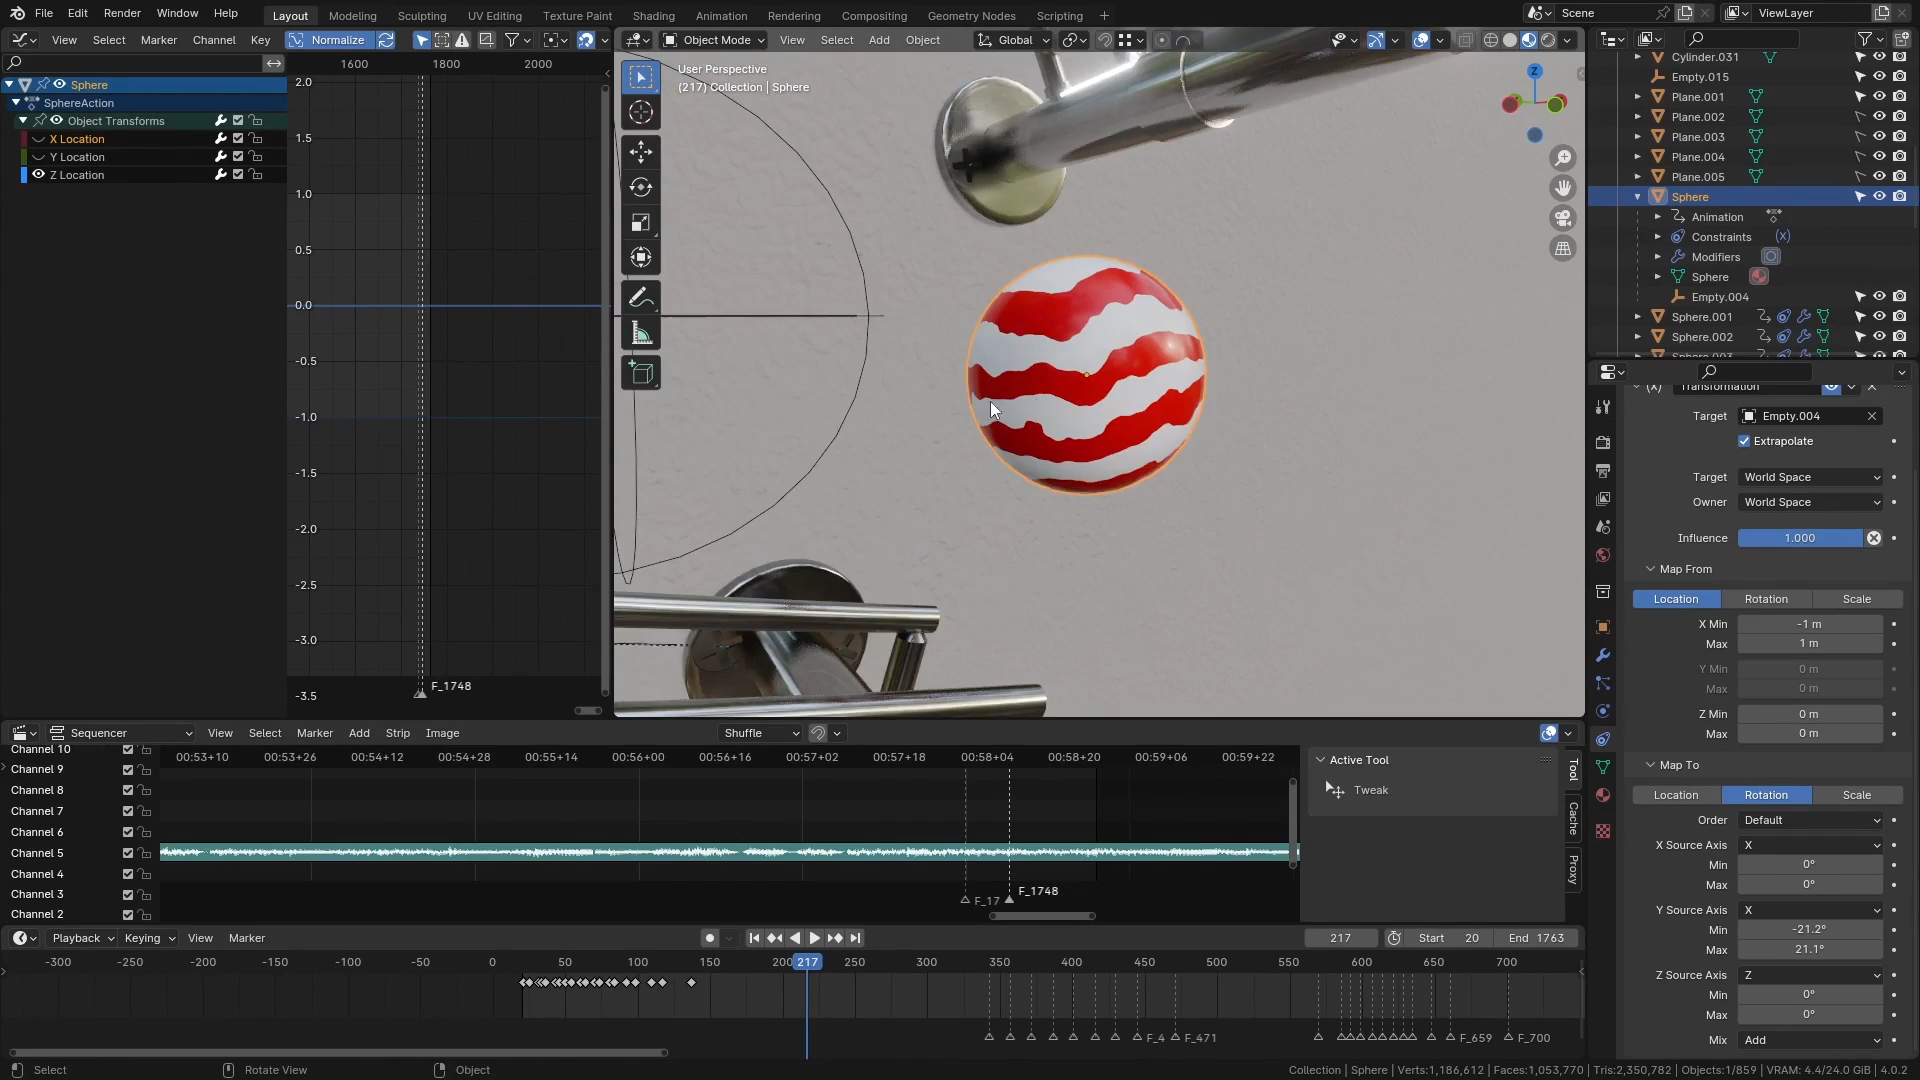 File Edit Render Window Help Layout Modeling Sculpting UV Editing Texture Paint Shading Animation Rendering Compositing Geometry Nodes Scripting + Scene ViewLayer
View Select Marker Channel Key Normalize
Object Mode View Select Add Object Global
1600 1800 2000
Sphere
SphereAction
Object Transforms
X Location
Y Location
Z Location
2.0
1.5
1.0
0.5
0.0
-0.5
-1.0
-1.5
-2.0
-2.5
-3.0
-3.5
F_1748
User Perspective
(217) Collection | Sphere
Z
Cylinder.031
Empty.015
Plane.001
Plane.002
Plane.003
Plane.004
Plane.005
Sphere
Animation
Constraints
Modifiers
Sphere
Empty.004
Sphere.001
Sphere.002
Sphere.003
Transformation
Target Empty.004
Extrapolate
Target World Space
Owner World Space
Influence 1.000
Map From
Location Rotation Scale
X Min -1 m
Max 1 m
Y Min 0 m
Max 0 m
Z Min 0 m
Max 0 m
Map To
Location Rotation Scale
Order Default
X Source Axis X
Min 0°
Max 0°
Y Source Axis X
Min -21.2°
Max 21.1°
Z Source Axis Z
Min 0°
Max 0°
Mix Add
Sequencer View Select Marker Add Strip Image Shuffle
00:53+10 00:53+26 00:54+12 00:54+28 00:55+14 00:56+00 00:56+16 00:57+02 00:57+18 00:58+04 00:58+20 00:59+06 00:59+22
Channel 10
Channel 9
Channel 8
Channel 7
Channel 6
Channel 5
Channel 4
Channel 3
Channel 2
F_17 F_1748
Active Tool
Tweak
Tool
Cache
Proxy
Playback Keying View Marker 217 Start 20 End 1763
-300 -250 -200 -150 -100 -50 0 50 100 150 200 217 250 300 350 400 450 500 550 600 650 700
F_4 F_471 F_659 F_700
Select Rotate View Object Collection | Sphere | Verts:1,186,612 | Faces:1,053,770 | Tris:2,350,782 | Objects:1/859 | VRAM: 4.4/24.0 GiB | 4.0.2